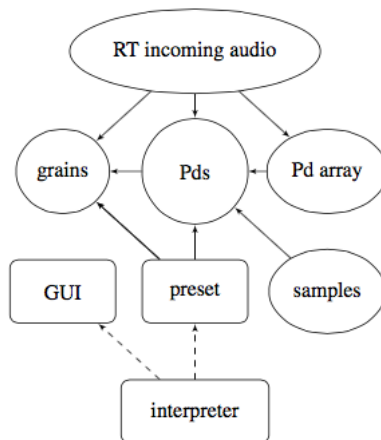 RT incoming audio
grains
Pds
Pd array
GUI
preset
samples
interpreter